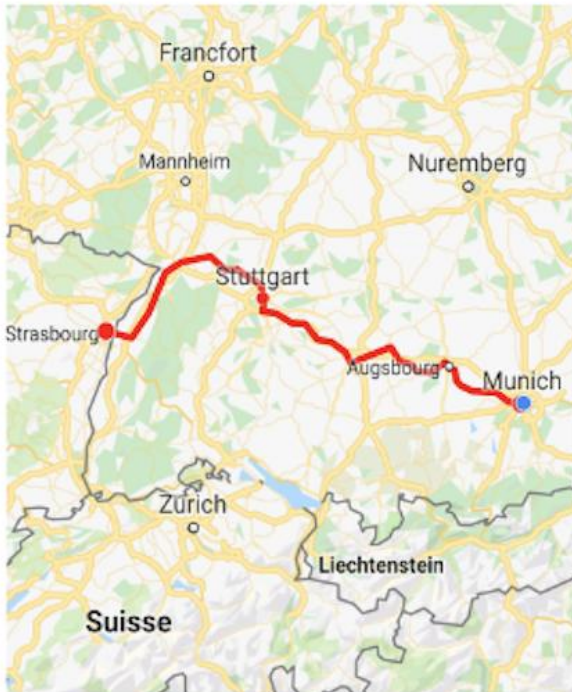 Francfort
Mannheim
Nuremberg
Stuttgart
Strasbourg
Augsbourg
Munich
Zurich
Liechtenstein
Suisse